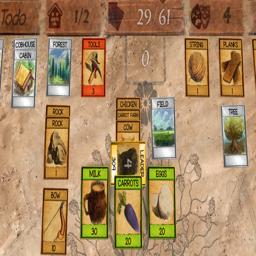 Todo
1/2
29 61
4
COBHOUSE
CABIN
FOREST
TOOLS
STRING
PLANKS
0
ROCK
ROCK
CHICKEN
CARROT FARM
COW
FIELD
TREE
BOW
10
MILK
30
CARROTS
20
EGGS
20